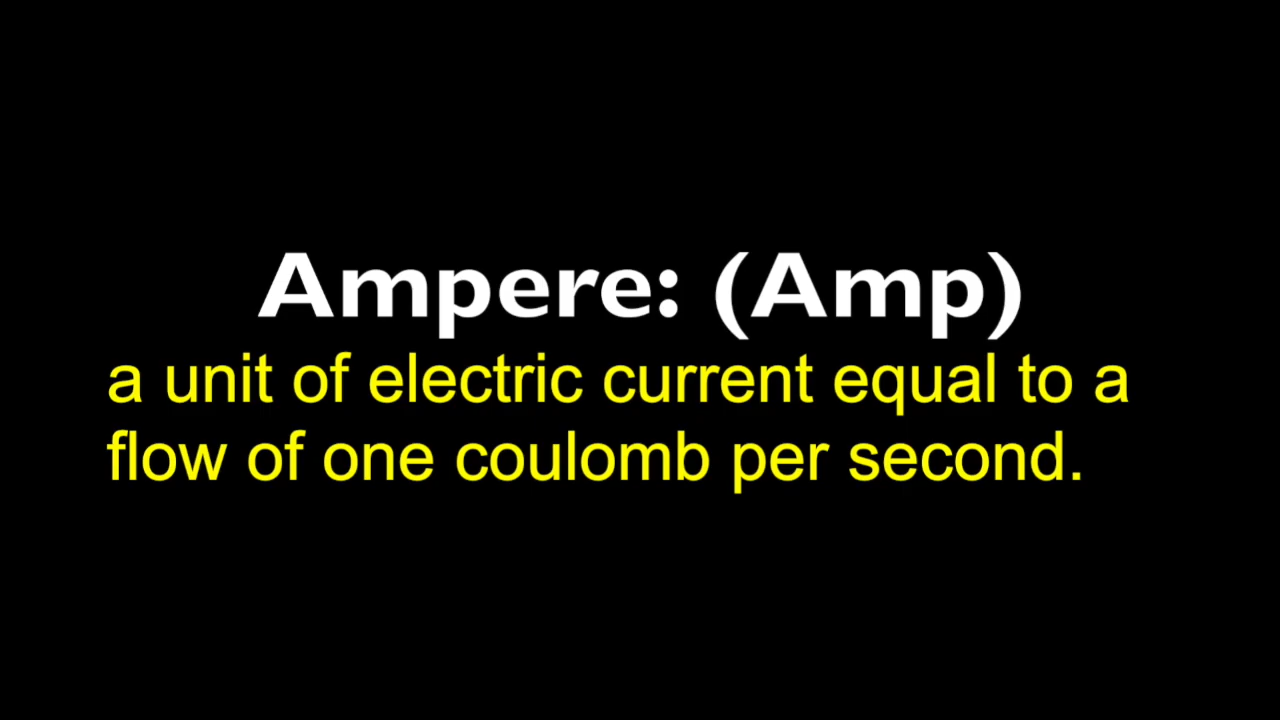 Ampere: (Amp)
a unit of electric current equal to a
flow of one coulomb per second.